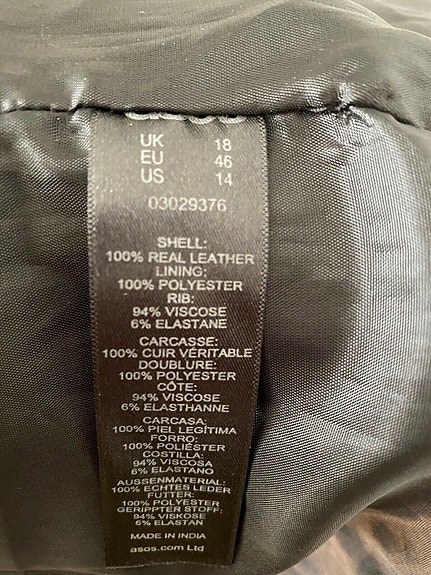 UK 18
EU 46
US 14
03029376
SHELL:
100% REAL LEATHER
LINING:
100% POLYESTER
RIB:
94% VISCOSE
6% ELASTANE
CARCASSE:
100% CUIR VÉRITABLE
DOUBLURE:
100% POLYESTER
CÔTE:
94% VISCOSE
6% ELASTHANNE
CARCASA:
100% PIEL LEGÍTIMA
FORRO:
100% POLIÉSTER
COSTILLA:
94% VISCOSA
6% ELASTANO
AUSSENMATERIAL:
100% ECHTES LEDER
FUTTER:
100% POLYESTER
GERIPPTER STOFF:
94% VISKOSE
6% ELASTAN
MADE IN INDIA
asos.com Ltd